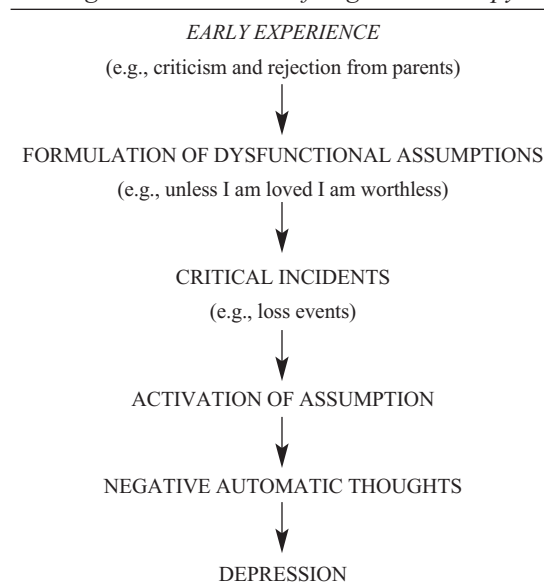 EARLY EXPERIENCE
(e.g., criticism and rejection from parents)
FORMULATION OF DYSFUNCTIONAL ASSUMPTIONS
(e.g., unless I am loved I am worthless)
CRITICAL INCIDENTS
(e.g., loss events)
ACTIVATION OF ASSUMPTION
NEGATIVE AUTOMATIC THOUGHTS
DEPRESSION